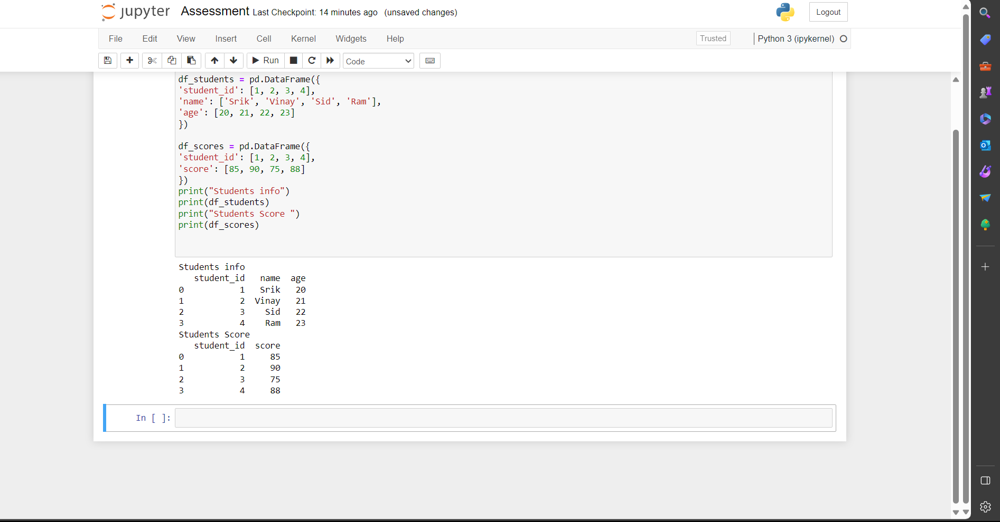 jupyter Assessment Last Checkpoint: 14 minutes ago (unsaved changes) Logout
File Edit View Insert Cell Kernel Widgets Help Trusted Python 3 (ipykernel)
Run Code
df_students = pd.DataFrame({
'student_id': [1, 2, 3, 4],
'name': ['Srik', 'Vinay', 'Sid', 'Ram'],
'age': [20, 21, 22, 23]
})
df_scores = pd.DataFrame({
'student_id': [1, 2, 3, 4],
'score': [85, 90, 75, 88]
})
print("Students info")
print(df_students)
print("Students Score ")
print(df_scores)
Students info
student_id name age
0 1 Srik 20
1 2 Vinay 21
2 3 Sid 22
3 4 Ram 23
Students Score
student_id score
0 1 85
1 2 90
2 3 75
3 4 88
In [ ]: